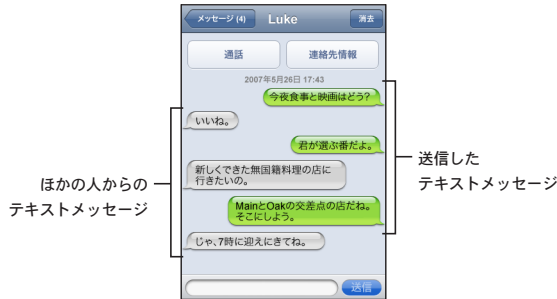 メッセージ (4)
Luke
消去
通話
連絡先情報
2007年5月26日 17:43
今夜食事と映画はどう?
いいね。
君が選ぶ番だよ。
新しくできた無国籍料理の店に
行きたいの。
MainとOakの交差点の店だね。
そこにしよう。
じゃ、7時に迎えにきてね。
送信
ほかの人からの
テキストメッセージ
送信した
テキストメッセージ